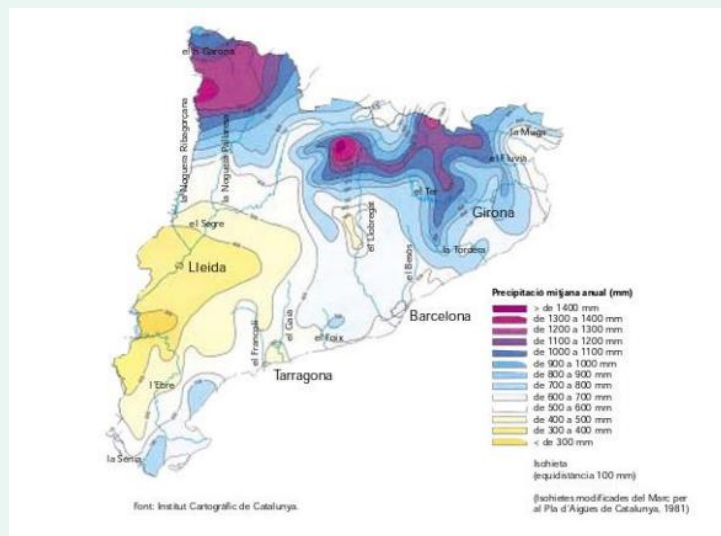 el la Garona
la Noguera Ribagorçana
la Noguera Pallaresa
la Muga
el Fluvià
el Ter
Girona
el Segre
el Llobregat
la Tordera
Lleida
el Besòs
Barcelona
el Gaià
el Francolí
el Foix
Tarragona
l'Ebre
la Sénia
Precipitació mitjana anual (mm)
> de 1400 mm
de 1300 a 1400 mm
de 1200 a 1300 mm
de 1100 a 1200 mm
de 1000 a 1100 mm
de 900 a 1000 mm
de 800 a 900 mm
de 700 a 800 mm
de 600 a 700 mm
de 500 a 600 mm
de 400 a 500 mm
de 300 a 400 mm
< de 300 mm
Isohieta
(equidistància 100 mm)
(Isohietes modificades del Marc per
al Pla d'Aigües de Catalunya, 1981)
Font: Institut Cartogràfic de Catalunya.